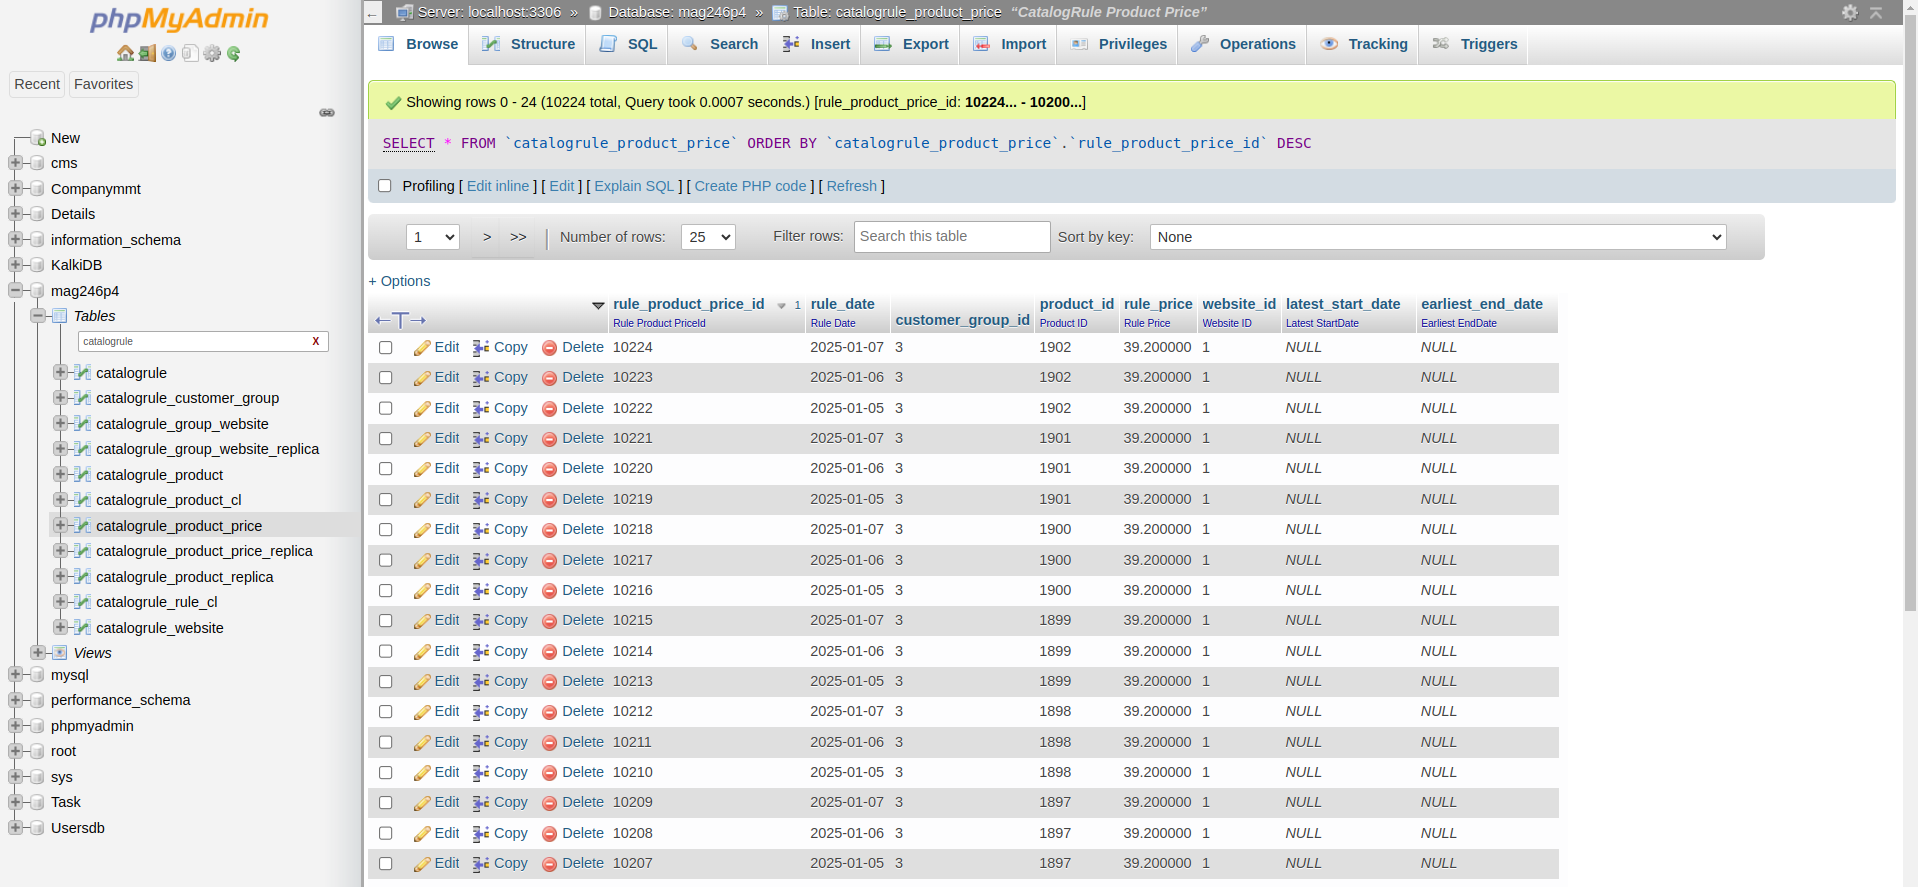 phpMyAdmin
Recent Favorites
New
cms
Companymmt
Details
information_schema
KalkiDB
mag246p4
Tables
catalogrule X
catalogrule
catalogrule_customer_group
catalogrule_group_website
catalogrule_group_website_replica
catalogrule_product
catalogrule_product_cl
catalogrule_product_price
catalogrule_product_price_replica
catalogrule_product_replica
catalogrule_rule_cl
catalogrule_website
Views
mysql
performance_schema
phpmyadmin
root
sys
Task
Usersdb
← Server: localhost:3306 » Database: mag246p4 » Table: catalogrule_product_price “CatalogRule Product Price”
Browse Structure SQL Search Insert Export Import Privileges Operations Tracking Triggers
Showing rows 0 - 24 (10224 total, Query took 0.0007 seconds.) [rule_product_price_id: 10224... - 10200...]
SELECT * FROM `catalogrule_product_price` ORDER BY `catalogrule_product_price`.`rule_product_price_id` DESC
Profiling [ Edit inline ] [ Edit ] [ Explain SQL ] [ Create PHP code ] [ Refresh ]
1 > >> | Number of rows: 25 Filter rows: Search this table Sort by key: None
+ Options
←T→ rule_product_price_id 1 rule_date customer_group_id product_id rule_price website_id latest_start_date earliest_end_date
Rule Product PriceId Rule Date Product ID Rule Price Website ID Latest StartDate Earliest EndDate
Edit Copy Delete 10224 2025-01-07 3 1902 39.200000 1 NULL NULL
Edit Copy Delete 10223 2025-01-06 3 1902 39.200000 1 NULL NULL
Edit Copy Delete 10222 2025-01-05 3 1902 39.200000 1 NULL NULL
Edit Copy Delete 10221 2025-01-07 3 1901 39.200000 1 NULL NULL
Edit Copy Delete 10220 2025-01-06 3 1901 39.200000 1 NULL NULL
Edit Copy Delete 10219 2025-01-05 3 1901 39.200000 1 NULL NULL
Edit Copy Delete 10218 2025-01-07 3 1900 39.200000 1 NULL NULL
Edit Copy Delete 10217 2025-01-06 3 1900 39.200000 1 NULL NULL
Edit Copy Delete 10216 2025-01-05 3 1900 39.200000 1 NULL NULL
Edit Copy Delete 10215 2025-01-07 3 1899 39.200000 1 NULL NULL
Edit Copy Delete 10214 2025-01-06 3 1899 39.200000 1 NULL NULL
Edit Copy Delete 10213 2025-01-05 3 1899 39.200000 1 NULL NULL
Edit Copy Delete 10212 2025-01-07 3 1898 39.200000 1 NULL NULL
Edit Copy Delete 10211 2025-01-06 3 1898 39.200000 1 NULL NULL
Edit Copy Delete 10210 2025-01-05 3 1898 39.200000 1 NULL NULL
Edit Copy Delete 10209 2025-01-07 3 1897 39.200000 1 NULL NULL
Edit Copy Delete 10208 2025-01-06 3 1897 39.200000 1 NULL NULL
Edit Copy Delete 10207 2025-01-05 3 1897 39.200000 1 NULL NULL